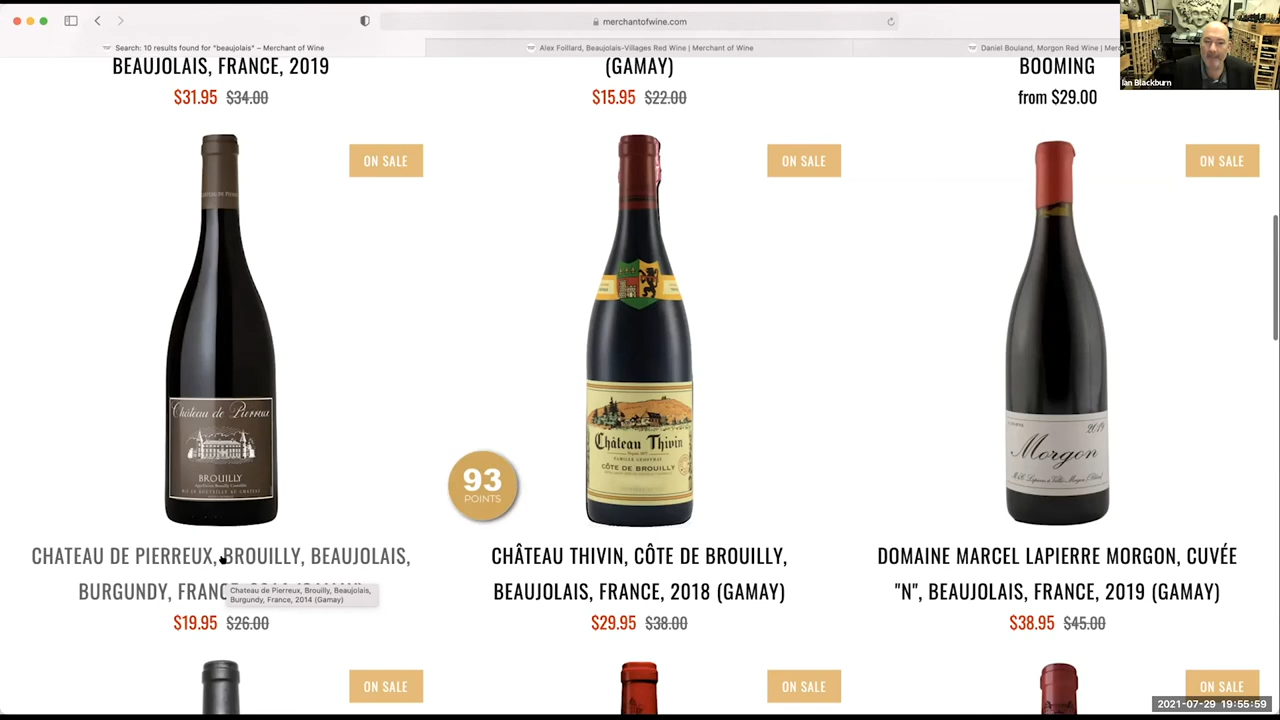 merchantofwine.com
Search: 10 results found for "beaujolais" – Merchant of Wine
Alex Foillard, Beaujolais-Villages Red Wine | Merchant of Wine
Daniel Bouland, Morgon Red Wine | Merc
Ian Blackburn
BEAUJOLAIS, FRANCE, 2019
(GAMAY)
BOOMING
$31.95 $34.00
$15.95 $22.00
from $29.00
ON SALE
ON SALE
ON SALE
Château de Pierreux
BROUILLY
Château Thivin
CÔTE DE BROUILLY
2019
Morgon
93
POINTS
CHATEAU DE PIERREUX, BROUILLY, BEAUJOLAIS,
BURGUNDY, FRANC
Chateau de Pierreux, Brouilly, Beaujolais,
Burgundy, France, 2014 (Gamay)
$19.95 $26.00
CHÂTEAU THIVIN, CÔTE DE BROUILLY,
BEAUJOLAIS, FRANCE, 2018 (GAMAY)
$29.95 $38.00
DOMAINE MARCEL LAPIERRE MORGON, CUVÉE
"N", BEAUJOLAIS, FRANCE, 2019 (GAMAY)
$38.95 $45.00
ON SALE
ON SALE
ON SALE
2021-07-29 19:55:59